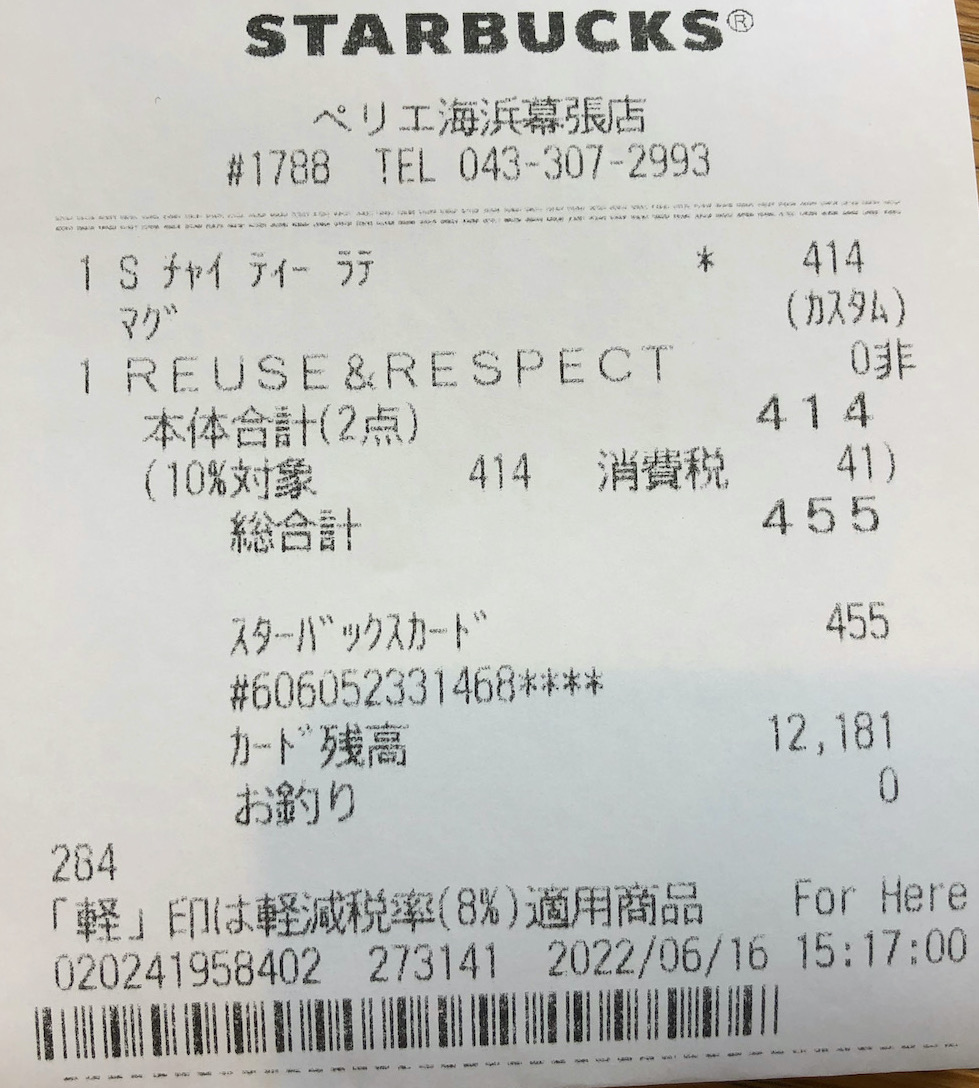 STARBUCKS®
ペリエ海浜幕張店
#1788 TEL 043-307-2993
1 S ﾁｬｲ ﾃｨｰ ﾗﾃ * 414
ﾏｸﾞ (ｶｽﾀﾑ)
1 REUSE&RESPECT 0非
本体合計(2点) 414
(10%対象 414 消費税 41)
総合計 455
ｽﾀｰﾊﾞｯｸｽｶｰﾄﾞ 455
#606052331468****
ｶｰﾄﾞ残高 12,181
お釣り 0
284
「軽」印は軽減税率(8%)適用商品 For Here
020241958402 273141 2022/06/16 15:17:00